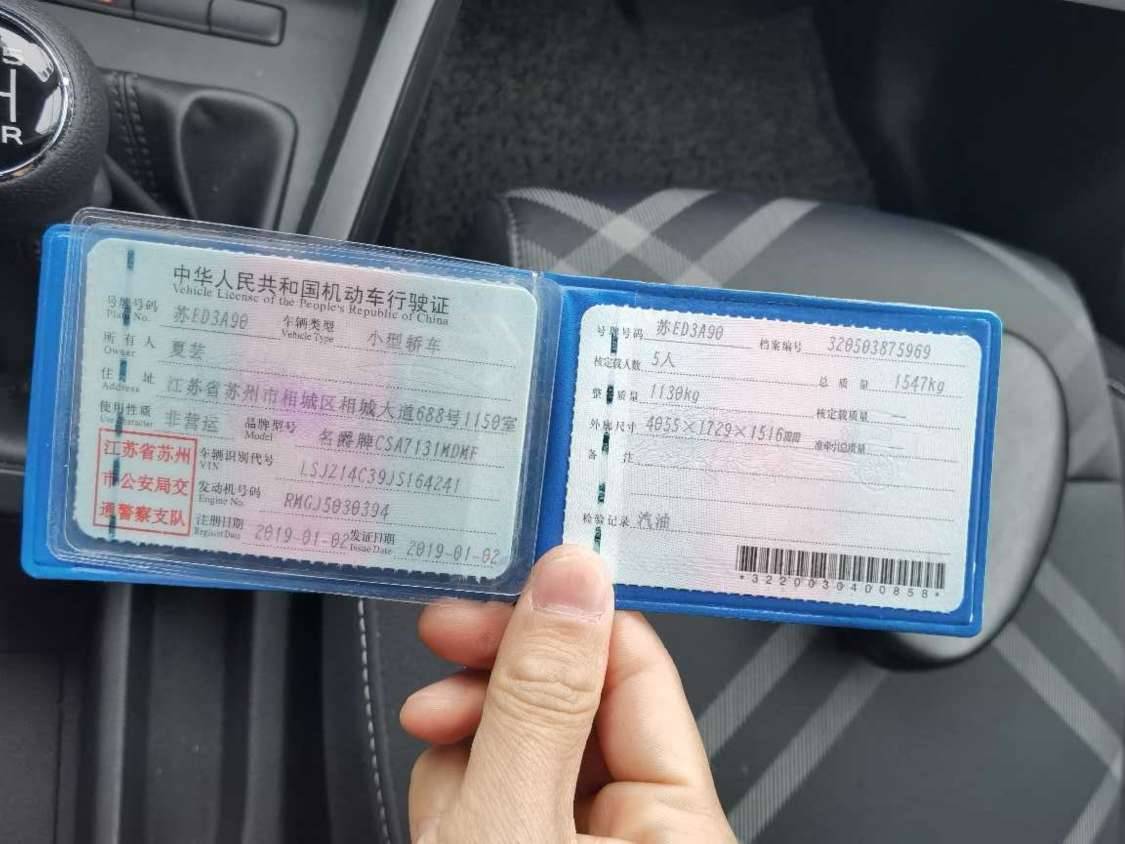 5
R
中华人民共和国机动车行驶证
Vehicle License of the People's Republic of China
号牌号码 苏ED3A90 车辆类型 小型轿车
Plate No. Vehicle Type
所有人 夏芸
Owner
住址 江苏省苏州市相城区相城大道688号1150室
Address
使用性质 非营运 品牌型号 名爵牌CSA7131MDMF
Use Character Model
江苏省苏州
市公安局交
通警察支队
车辆识别代号 LSJZ14C39JS164241
VIN
发动机号码 RMGJ5030394
Engine No.
注册日期 2019-01-02 发证日期 2019-01-02
Register Date Issue Date
号牌号码 苏ED3A90 档案编号 320503875969
核定载人数 5人 总质量 1547kg
整备质量 1130kg 核定载质量 —
外廓尺寸 4055×1729×1516mm 准牵引总质量 —
备注
检验记录 汽油
*3220030400858*